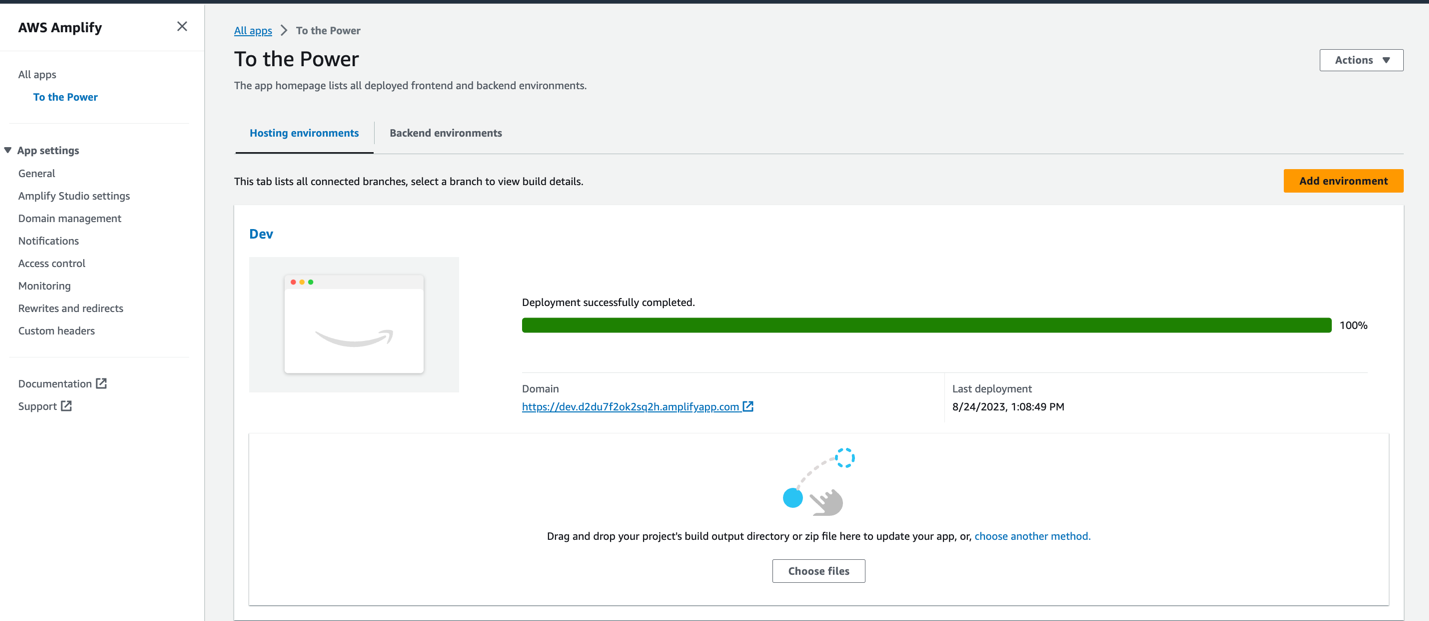 AWS Amplify
All apps
To the Power
App settings
General
Amplify Studio settings
Domain management
Notifications
Access control
Monitoring
Rewrites and redirects
Custom headers
Documentation
Support
All apps > To the Power
To the Power
Actions
The app homepage lists all deployed frontend and backend environments.
Hosting environments
Backend environments
This tab lists all connected branches, select a branch to view build details.
Add environment
Dev
Deployment successfully completed.
100%
Domain
https://dev.d2du7f2ok2sq2h.amplifyapp.com
Last deployment
8/24/2023, 1:08:49 PM
Drag and drop your project's build output directory or zip file here to update your app, or, choose another method.
Choose files